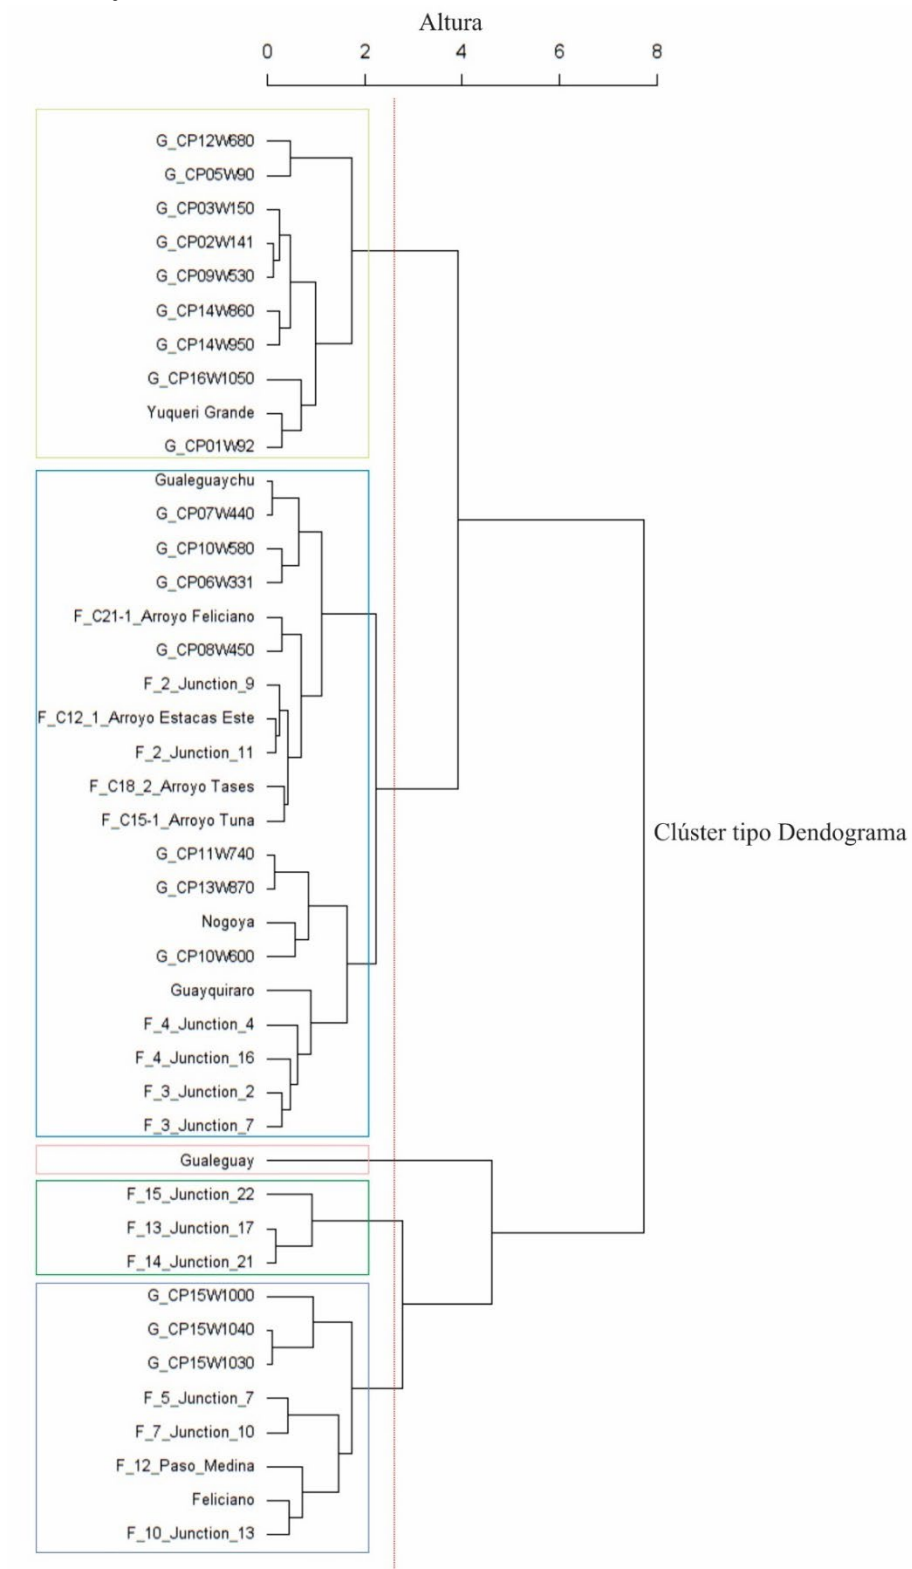 Altura
0 2 4 6 8
G_CP12W680
G_CP05W90
G_CP03W150
G_CP02W141
G_CP09W530
G_CP14W860
G_CP14W950
G_CP16W1050
Yuqueri Grande
G_CP01W92
Gualeguaychu
G_CP07W440
G_CP10W580
G_CP06W331
F_C21-1_Arroyo Feliciano
G_CP08W450
F_2_Junction_9
F_C12_1_Arroyo Estacas Este
F_2_Junction_11
F_C18_2_Arroyo Tases
F_C15-1_Arroyo Tuna
Clúster tipo Dendograma
G_CP11W740
G_CP13W870
Nogoya
G_CP10W600
Guayquiraro
F_4_Junction_4
F_4_Junction_16
F_3_Junction_2
F_3_Junction_7
Gualeguay
F_15_Junction_22
F_13_Junction_17
F_14_Junction_21
G_CP15W1000
G_CP15W1040
G_CP15W1030
F_5_Junction_7
F_7_Junction_10
F_12_Paso_Medina
Feliciano
F_10_Junction_13